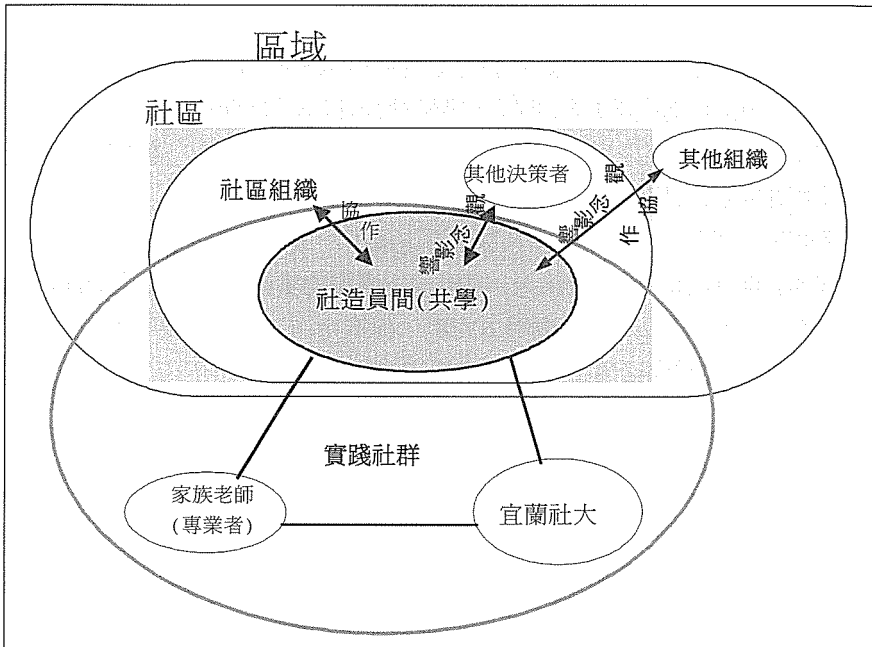 區域
社區
其他組織
其他決策者
社區組織
協作
觀念影響
觀念影響
協作
社造員間(共學)
實踐社群
家族老師
(專業者)
宜蘭社大